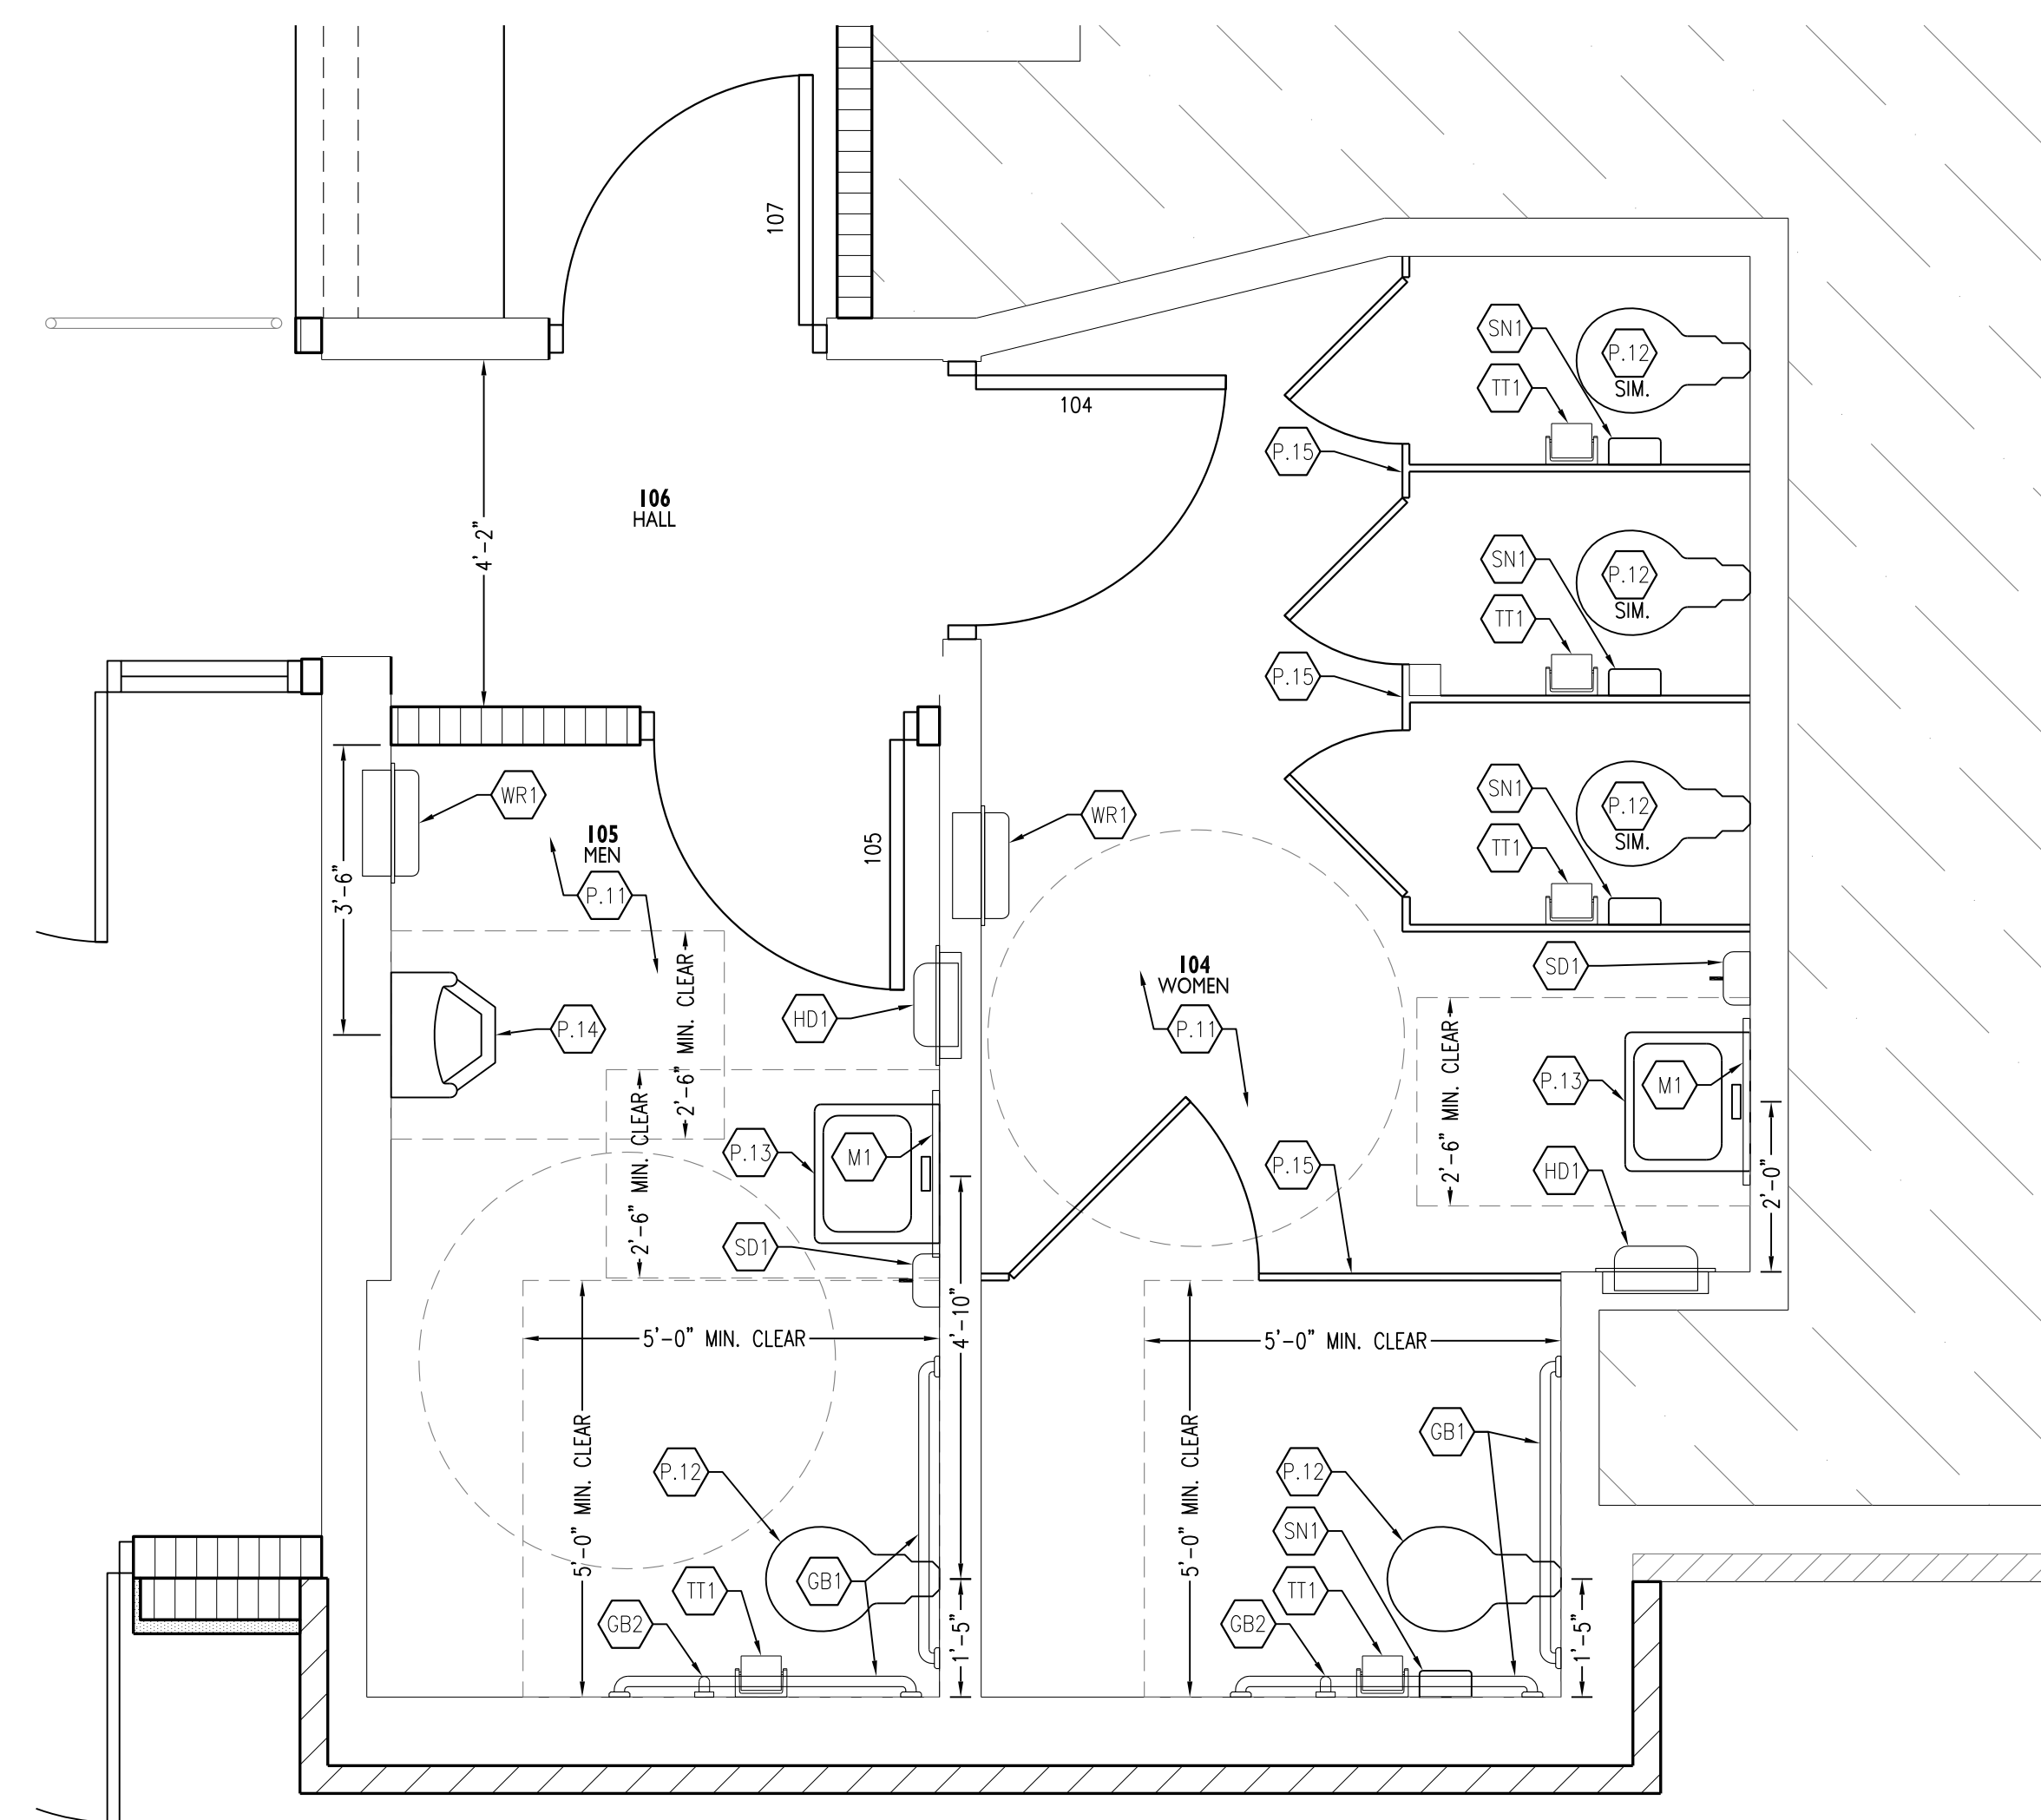 107
SN1
P.12
SIM.
TT1
104
P.15
106
HALL
4'-2"
SN1
P.12
SIM.
TT1
P.15
WR1
SN1
P.12
SIM.
TT1
WR1
105
MEN
105
3'-6"
P.11
2'-6" MIN. CLEAR
SD1
104
WOMEN
HD1
P.14
P.11
2'-6" MIN. CLEAR
P.13
M1
2'-6" MIN. CLEAR
P.13
M1
P.15
HD1
2'-0"
SD1
4'-10"
5'-0" MIN. CLEAR
5'-0" MIN. CLEAR
GB1
5'-0" MIN. CLEAR
P.12
5'-0" MIN. CLEAR
P.12
SN1
GB1
TT1
TT1
GB2
1'-5"
GB2
1'-5"